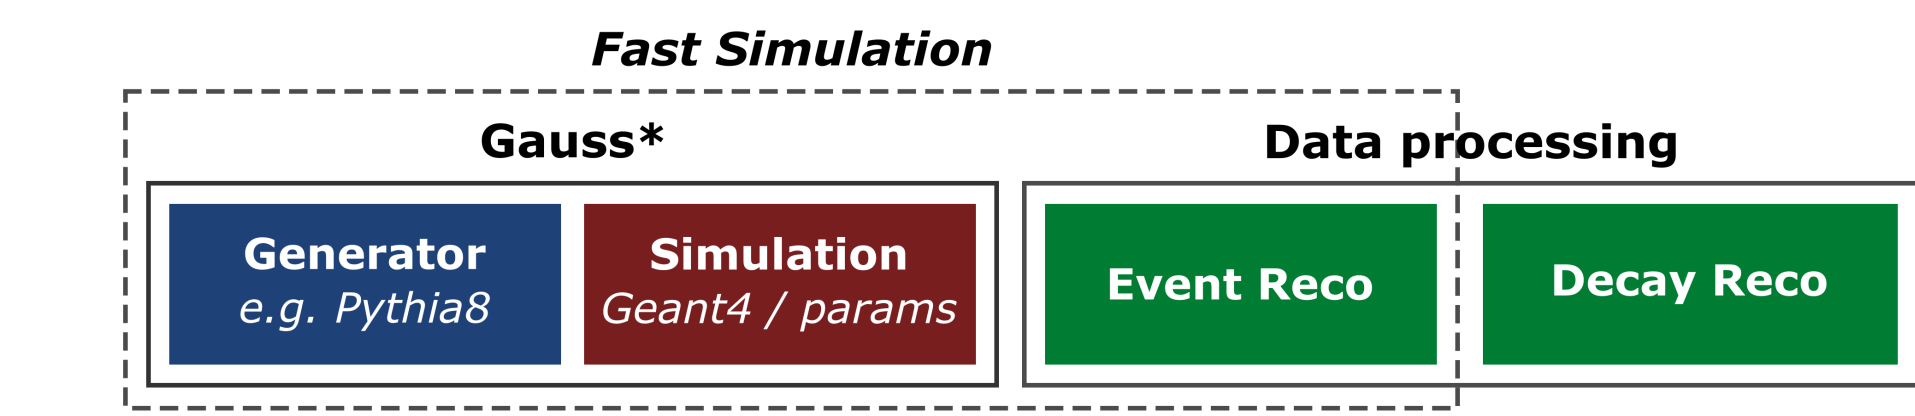 Fast Simulation
Gauss*
Data processing
Generator
e.g. Pythia8
Simulation
Geant4 / params
Event Reco
Decay Reco